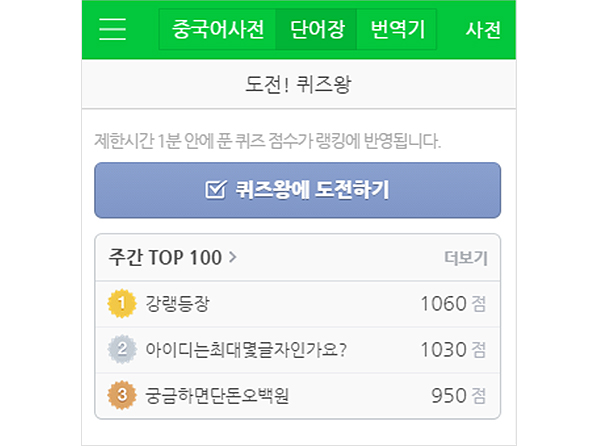 중국어사전 단어장 번역기 사전
도전! 퀴즈왕
제한시간 1분 안에 푼 퀴즈 점수가 랭킹에 반영됩니다.
퀴즈왕에 도전하기
주간 TOP 100 > 더보기
1 강랭등장 1060 점
2 아이디는최대몇글자인가요? 1030 점
3 궁금하면단돈오백원 950 점